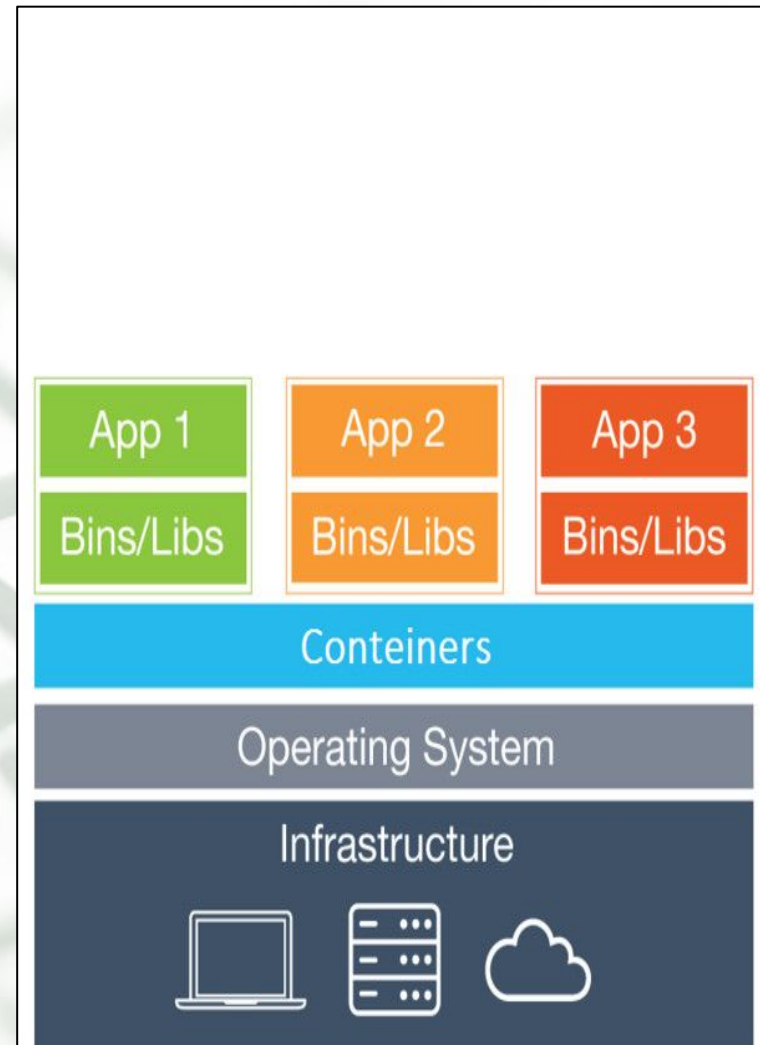 App 1
App 2
App 3
Bins/Libs
Bins/Libs
Bins/Libs
Conteiners
Operating System
Infrastructure